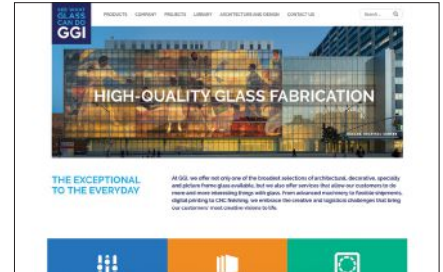 SEE WHAT
GLASS
CAN DO
GGI
PRODUCTS COMPANY PROJECTS LIBRARY ARCHITECTURE AND DESIGN CONTACT US
Search...
HIGH-QUALITY GLASS FABRICATION
THE EXCEPTIONAL
TO THE EVERYDAY
At GGI, we offer not only one of the broadest selections of architectural, decorative, specialty
and picture frame glass available, but we also offer services that allow our customers to do
more and more interesting things with glass. From advanced machinery to flexible shipments,
digital printing to CNC finishing, we embrace the creative and logistical challenges that bring
our customers' most creative visions to life.